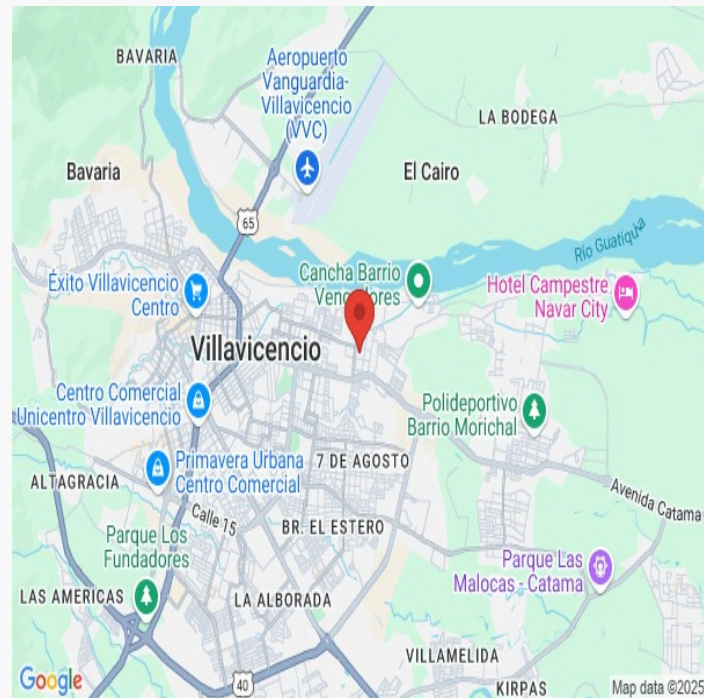 BAVARIA
Aeropuerto
Vanguardia-
Villavicencio
(VVC)
LA BODEGA
Bavaria
El Cairo
65
Río Guatiquía
Cancha Barrio
Vencedores
Éxito Villavicencio
Centro
Hotel Campestre
Navar City
Villavicencio
Centro Comercial
Unicentro Villavicencio
Polideportivo
Barrio Morichal
7 DE AGOSTO
Primavera Urbana
Centro Comercial
ALTAGRACIA
Avenida Catama
Calle 15
BR. EL ESTERO
Parque Los
Fundadores
Parque Las
Malocas - Catama
LAS AMERICAS
LA ALBORADA
VILLAMELIDA
Google
40
KIRPAS
Map data ©2025